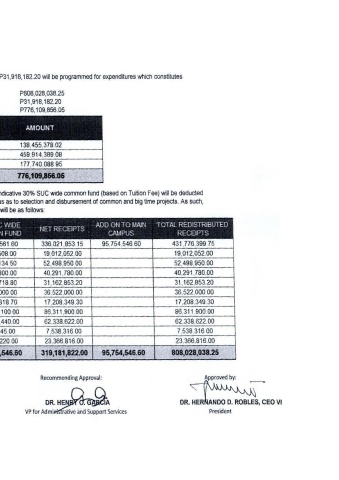 P31,918,182.20 will be programmed for expenditures which constitutes
P808,028,038.25
P31,918,182.20
P776,109,856.05
AMOUNT
138,455,378.02
459,914,389.08
177,740,088.95
776,109,856.05
indicative 30% SUC wide common fund (based on Tuition Fee) will be deducted
us as to selection and disbursement of common and big time projects. As such,
will be as follows:
C WIDE N FUND NET RECEIPTS ADD ON TO MAIN CAMPUS TOTAL REDISTRIBUTED RECEIPTS
561.60 336,021,853.15 95,754,546.60 431,776,399.75
508.00 19,012,052.00 19,012,052.00
134.50 52,498,950.00 52,498,950.00
800.00 40,291,780.00 40,291,780.00
718.80 31,162,853.20 31,162,853.20
000.00 36,522,000.00 36,522,000.00
818.70 17,208,349.30 17,208,349.30
100.00 86,311,900.00 86,311,900.00
440.00 62,338,622.00 62,338,622.00
45.00 7,538,316.00 7,538,316.00
220.00 23,366,816.00 23,366,816.00
,546.60 319,181,822.00 95,754,546.60 808,028,038.25
Recommending Approval: Approved by:
DR. HENRY O. GARCIA DR. HERNANDO D. ROBLES, CEO VI
VP for Administrative and Support Services President